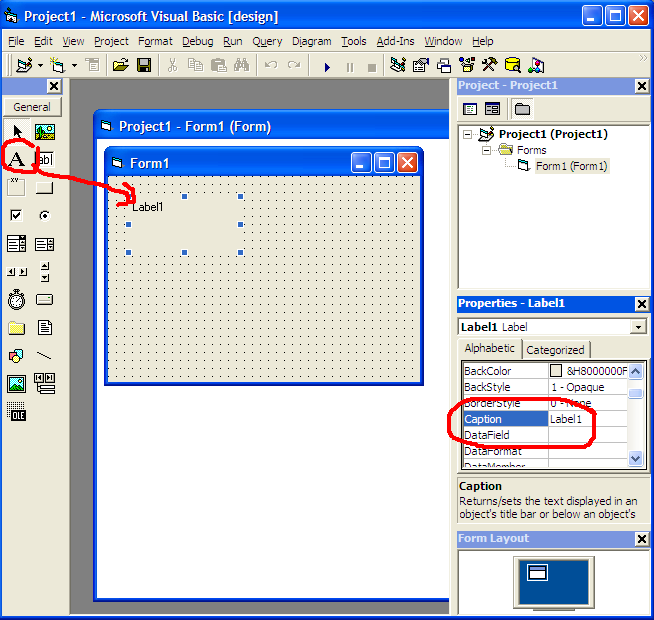 Project1 - Microsoft Visual Basic [design]
File Edit View Project Format Debug Run Query Diagram Tools Add-Ins Window Help
General
A
ab
xy
OLE
Project1 - Form1 (Form)
Form1
Label1
Project - Project1
Project1 (Project1)
Forms
Form1 (Form1)
Properties - Label1
Label1 Label
Alphabetic Categorized
BackColor &H8000000F
BackStyle 1 - Opaque
BorderStyle 0 - None
Caption Label1
DataField
DataFormat
DataMember
Caption
Returns/sets the text displayed in an
object's title bar or below an object's
Form Layout